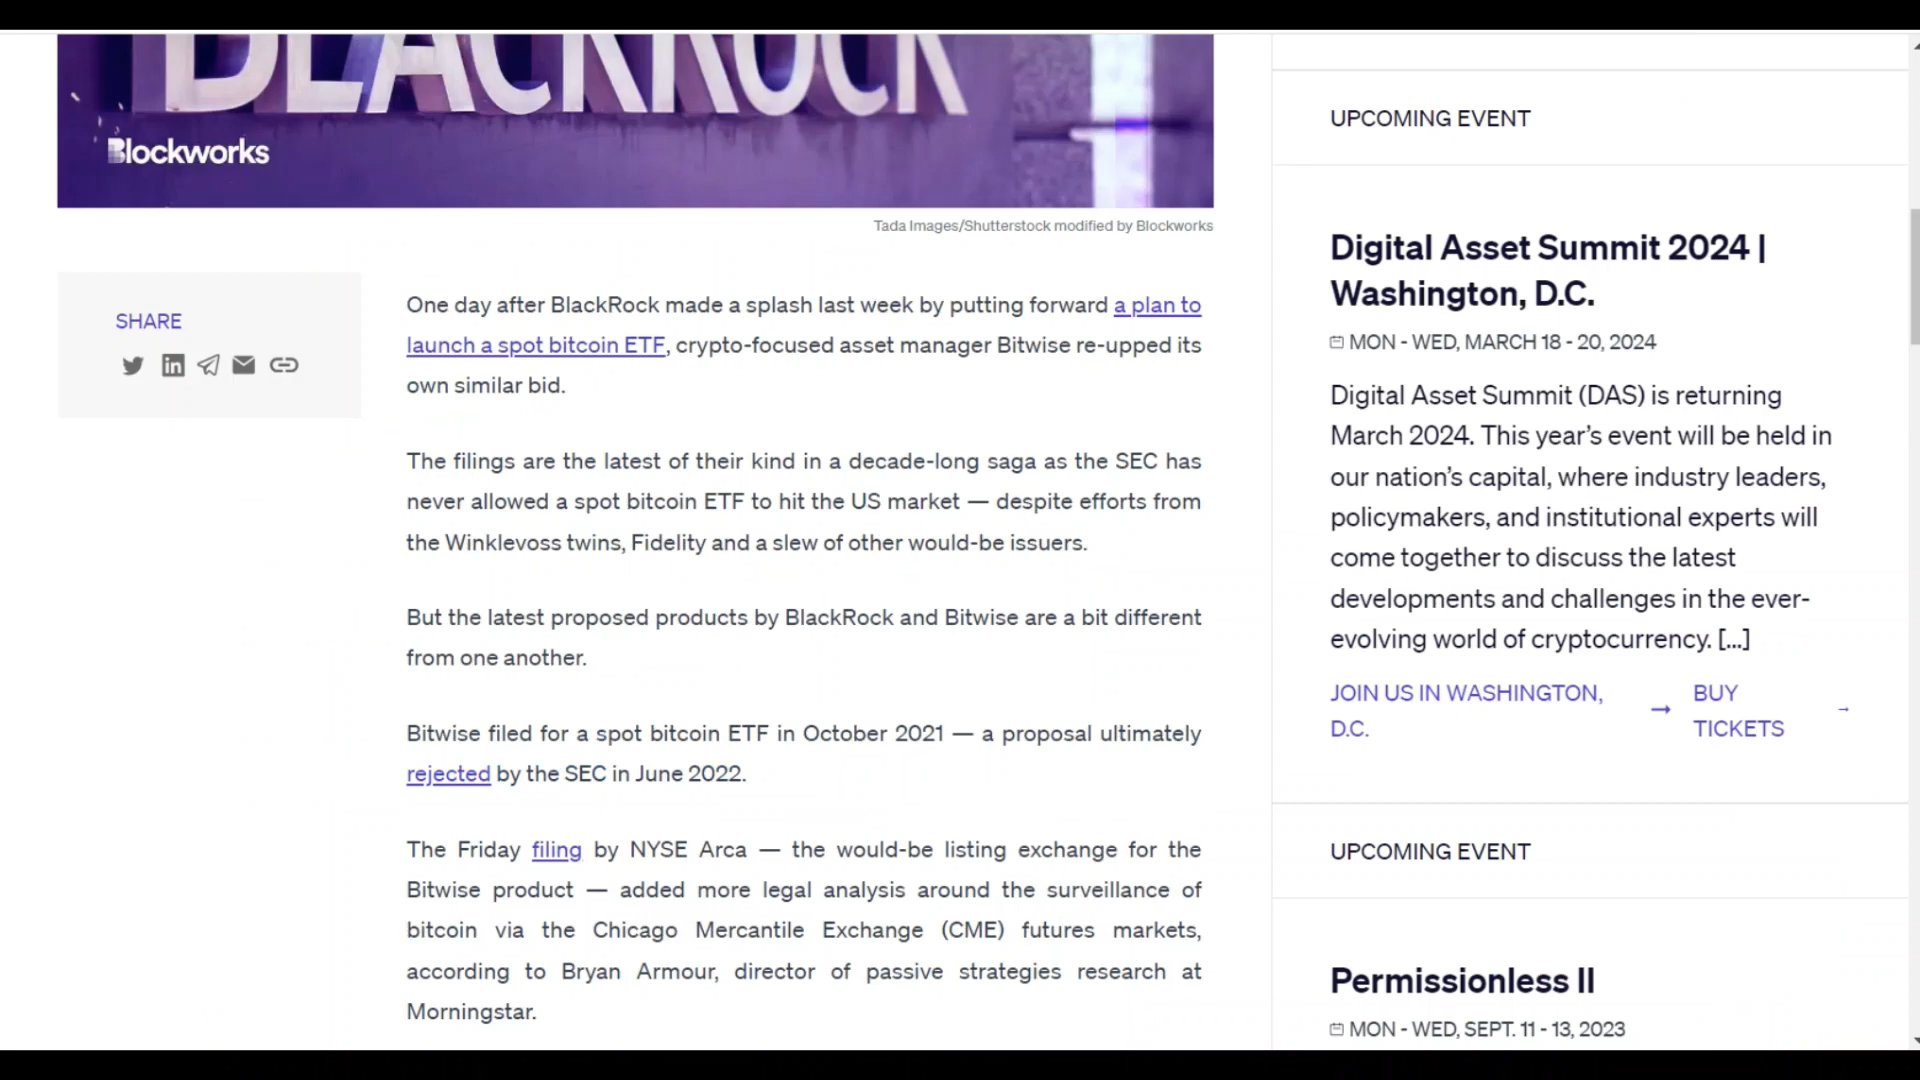 BLACKROCK
Blockworks
Tada Images/Shutterstock modified by Blockworks
SHARE
One day after BlackRock made a splash last week by putting forward a plan to
launch a spot bitcoin ETF, crypto-focused asset manager Bitwise re-upped its
own similar bid.
The filings are the latest of their kind in a decade-long saga as the SEC has
never allowed a spot bitcoin ETF to hit the US market — despite efforts from
the Winklevoss twins, Fidelity and a slew of other would-be issuers.
But the latest proposed products by BlackRock and Bitwise are a bit different
from one another.
Bitwise filed for a spot bitcoin ETF in October 2021 — a proposal ultimately
rejected by the SEC in June 2022.
The Friday filing by NYSE Arca — the would-be listing exchange for the
Bitwise product — added more legal analysis around the surveillance of
bitcoin via the Chicago Mercantile Exchange (CME) futures markets,
according to Bryan Armour, director of passive strategies research at
Morningstar.
UPCOMING EVENT
Digital Asset Summit 2024 |
Washington, D.C.
MON - WED, MARCH 18 - 20, 2024
Digital Asset Summit (DAS) is returning
March 2024. This year’s event will be held in
our nation’s capital, where industry leaders,
policymakers, and institutional experts will
come together to discuss the latest
developments and challenges in the ever-
evolving world of cryptocurrency. [...]
JOIN US IN WASHINGTON,
D.C.
BUY
TICKETS
UPCOMING EVENT
Permissionless II
MON - WED, SEPT. 11 - 13, 2023